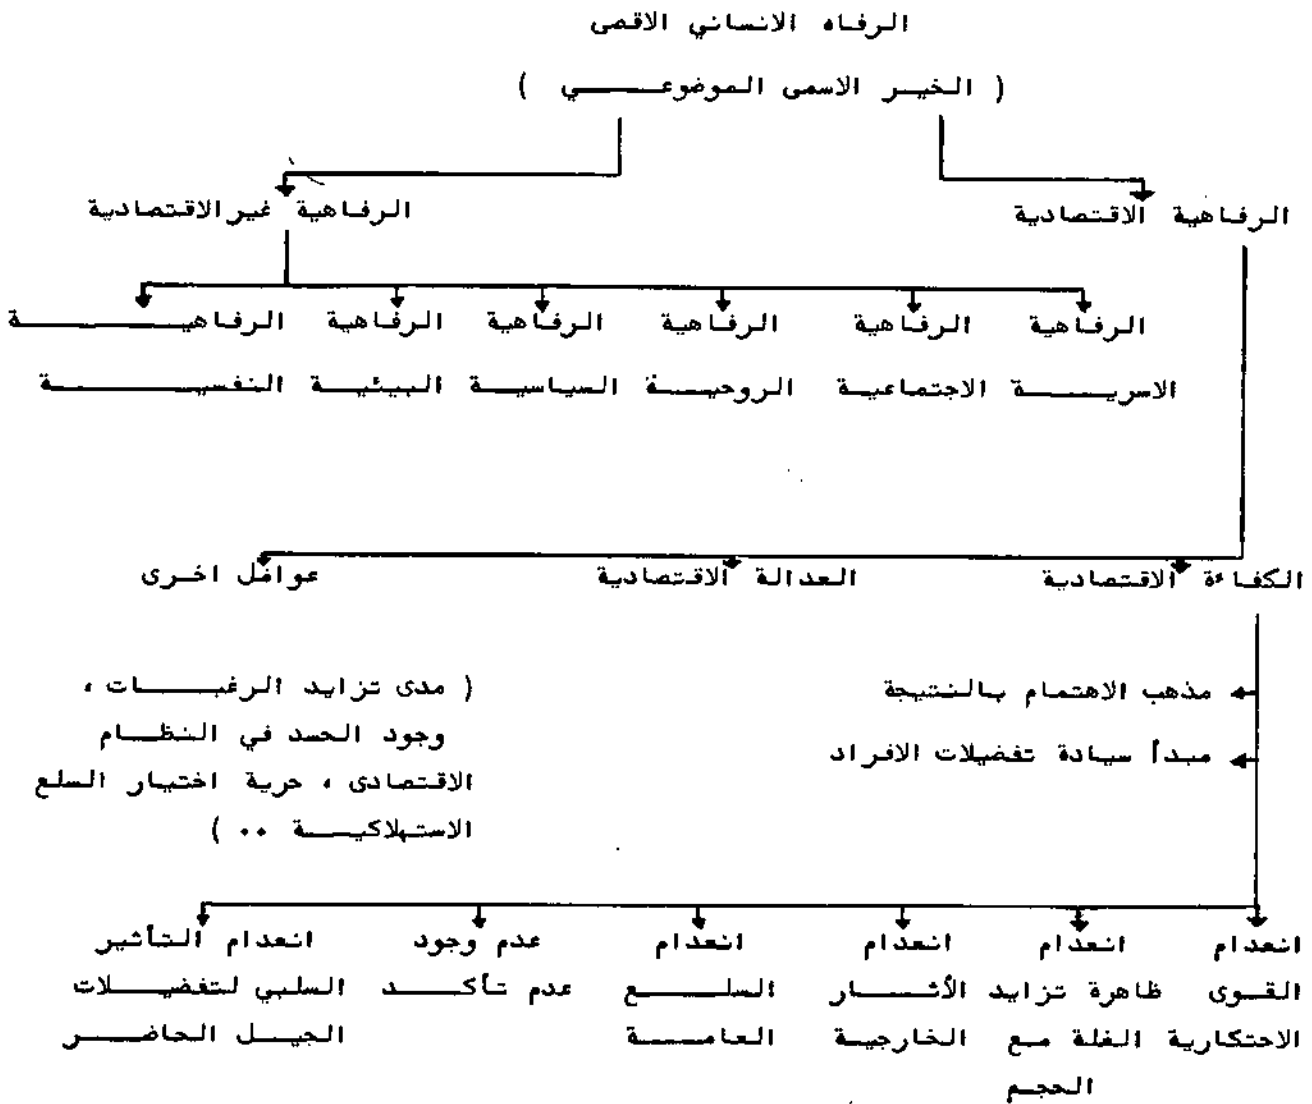 الرفاه الانساني الاقصى
( الخير الاسمى الموضوعي )
الرفاهية الاقتصادية
الرفاهية غير الاقتصادية
الرفاهية الاسرية
الرفاهية الاجتماعية
الرفاهية الروحية
الرفاهية السياسية
الرفاهية البيئية
الرفاهية النفسية
الكفاءة الاقتصادية
العدالة الاقتصادية
عوامل اخرى
مذهب الاهتمام بالنتيجة
مبدأ سيادة تفضيلات الافراد
( مدى تزايد الرغبات ،
وجود الحسد في النظام
الاقتصادى ، حرية اختيار السلع
الاستهلاكية ٠٠ )
انعدام
القوى
الاحتكارية
انعدام
ظاهرة تزايد
الغلة مع
الحجم
انعدام
الأثار
الخارجية
انعدام
السلع
العامة
عدم وجود
عدم تأكد
انعدام التأثير
السلبي لتفضيلات
الجيل الحاضر